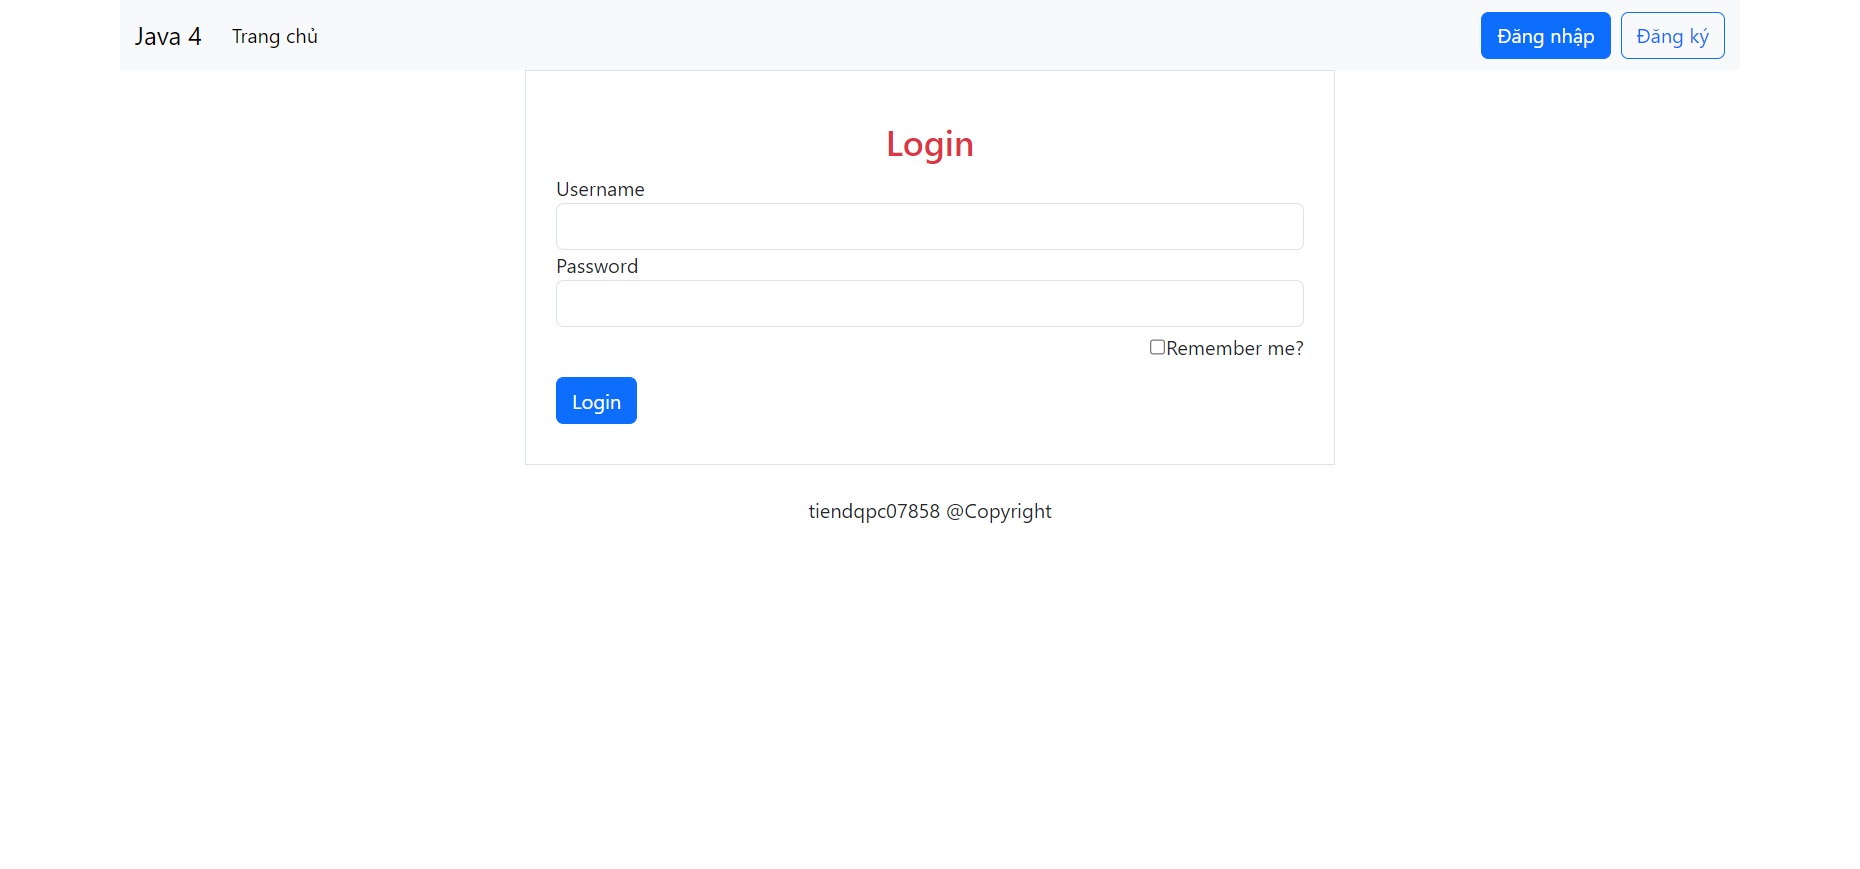 Java 4 Trang chủ Đăng nhập Đăng ký
Login
Username
Password
Remember me?
Login
tiendqpc07858 @Copyright